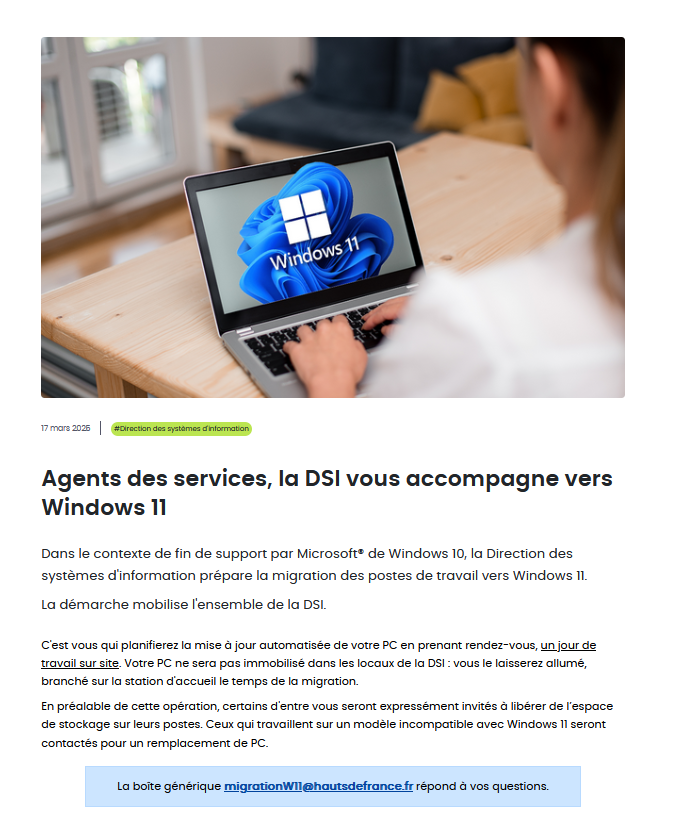 Windows 11
17 mars 2025
#Direction des systèmes d'information
Agents des services, la DSI vous accompagne vers
Windows 11
Dans le contexte de fin de support par Microsoft® de Windows 10, la Direction des
systèmes d'information prépare la migration des postes de travail vers Windows 11.
La démarche mobilise l'ensemble de la DSI.
C'est vous qui planifierez la mise à jour automatisée de votre PC en prenant rendez-vous, un jour de
travail sur site. Votre PC ne sera pas immobilisé dans les locaux de la DSI : vous le laisserez allumé,
branché sur la station d'accueil le temps de la migration.
En préalable de cette opération, certains d'entre vous seront expressément invités à libérer de l'espace
de stockage sur leurs postes. Ceux qui travaillent sur un modèle incompatible avec Windows 11 seront
contactés pour un remplacement de PC.
La boîte générique migrationW11@hautsdefrance.fr répond à vos questions.